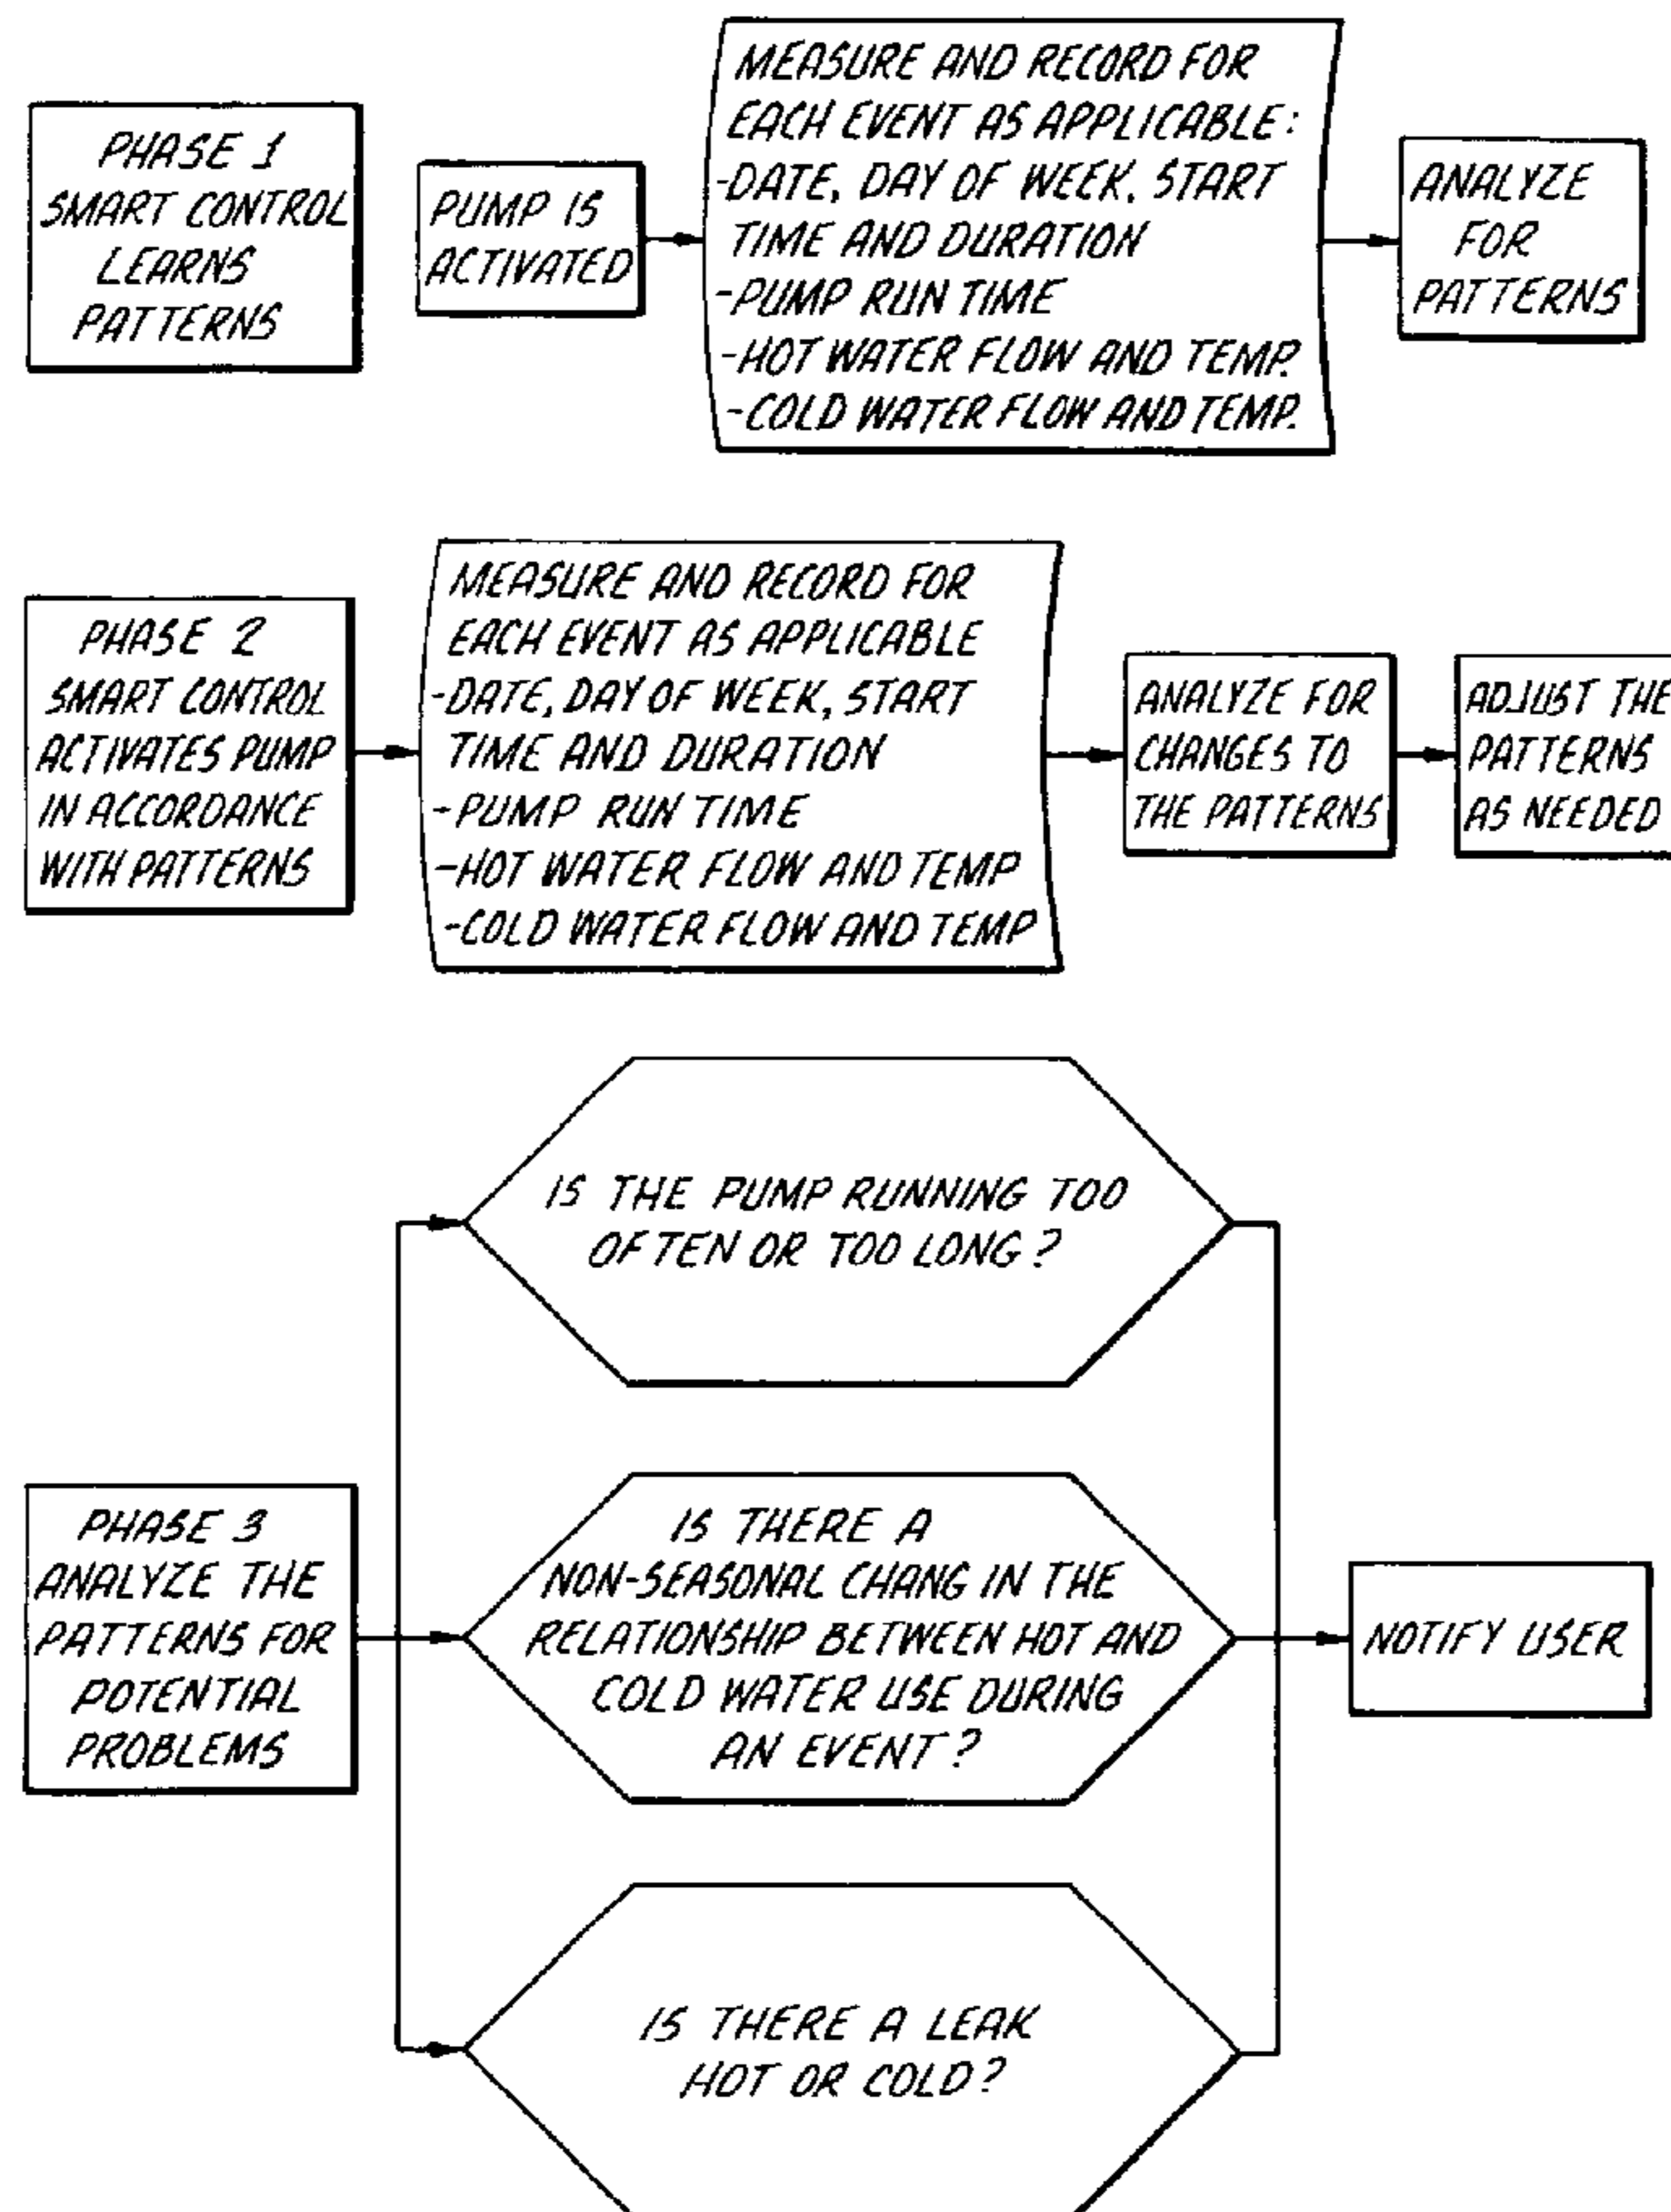 PHASE 1
SMART CONTROL
LEARNS
PATTERNS
PUMP IS
ACTIVATED
MEASURE AND RECORD FOR
EACH EVENT AS APPLICABLE:
-DATE, DAY OF WEEK, START
TIME AND DURATION
-PUMP RUN TIME
-HOT WATER FLOW AND TEMP.
-COLD WATER FLOW AND TEMP.
ANALYZE
FOR
PATTERNS
PHASE 2
SMART CONTROL
ACTIVATES PUMP
IN ACCORDANCE
WITH PATTERNS
MEASURE AND RECORD FOR
EACH EVENT AS APPLICABLE
-DATE, DAY OF WEEK, START
TIME AND DURATION
-PUMP RUN TIME
-HOT WATER FLOW AND TEMP
-COLD WATER FLOW AND TEMP
ANALYZE FOR
CHANGES TO
THE PATTERNS
ADJUST THE
PATTERNS
AS NEEDED
IS THE PUMP RUNNING TOO
OFTEN OR TOO LONG?
PHASE 3
ANALYZE THE
PATTERNS FOR
POTENTIAL
PROBLEMS
IS THERE A
NON-SEASONAL CHANG IN THE
RELATIONSHIP BETWEEN HOT AND
COLD WATER USE DURING
AN EVENT?
NOTIFY USER
IS THERE A LEAK
HOT OR COLD?